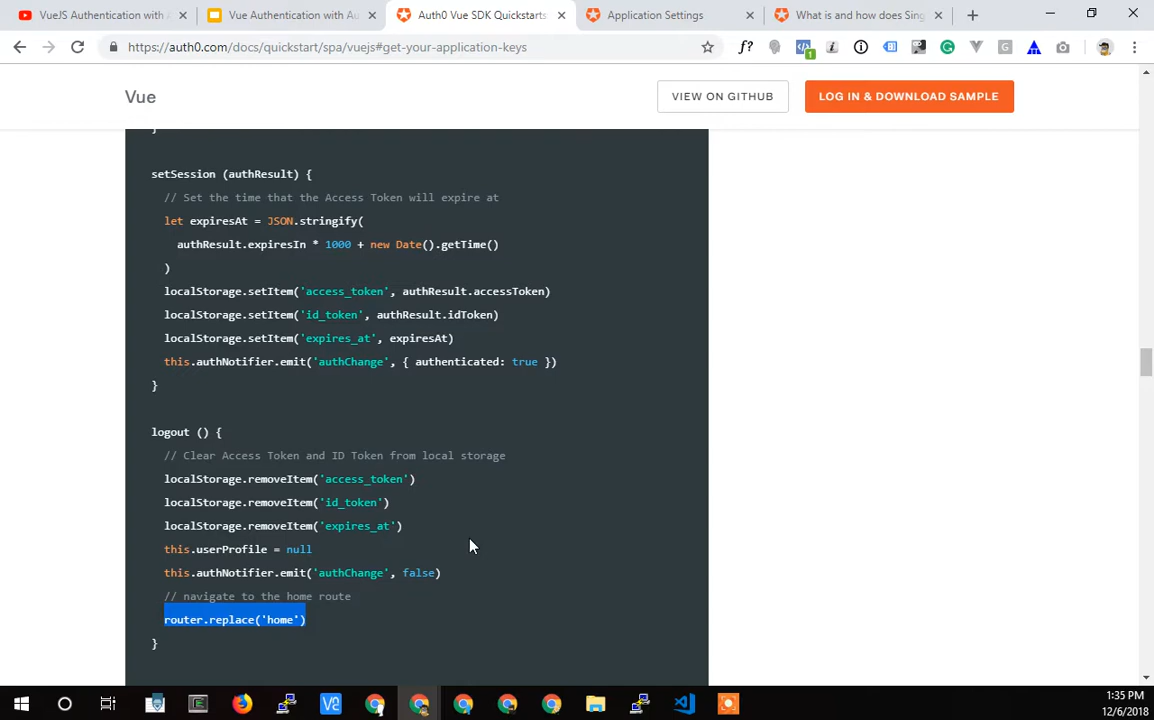 VueJS Authentication with A
Vue Authentication with Au
Auth0 Vue SDK Quickstarts
Application Settings
What is and how does Sing
https://auth0.com/docs/quickstart/spa/vuejs#get-your-application-keys
f?
1
G
Vue
VIEW ON GITHUB
LOG IN & DOWNLOAD SAMPLE
}
setSession (authResult) {
// Set the time that the Access Token will expire at
let expiresAt = JSON.stringify(
authResult.expiresIn * 1000 + new Date().getTime()
)
localStorage.setItem('access_token', authResult.accessToken)
localStorage.setItem('id_token', authResult.idToken)
localStorage.setItem('expires_at', expiresAt)
this.authNotifier.emit('authChange', { authenticated: true })
}
logout () {
// Clear Access Token and ID Token from local storage
localStorage.removeItem('access_token')
localStorage.removeItem('id_token')
localStorage.removeItem('expires_at')
this.userProfile = null
this.authNotifier.emit('authChange', false)
// navigate to the home route
router.replace('home')
}
1:35 PM
12/6/2018